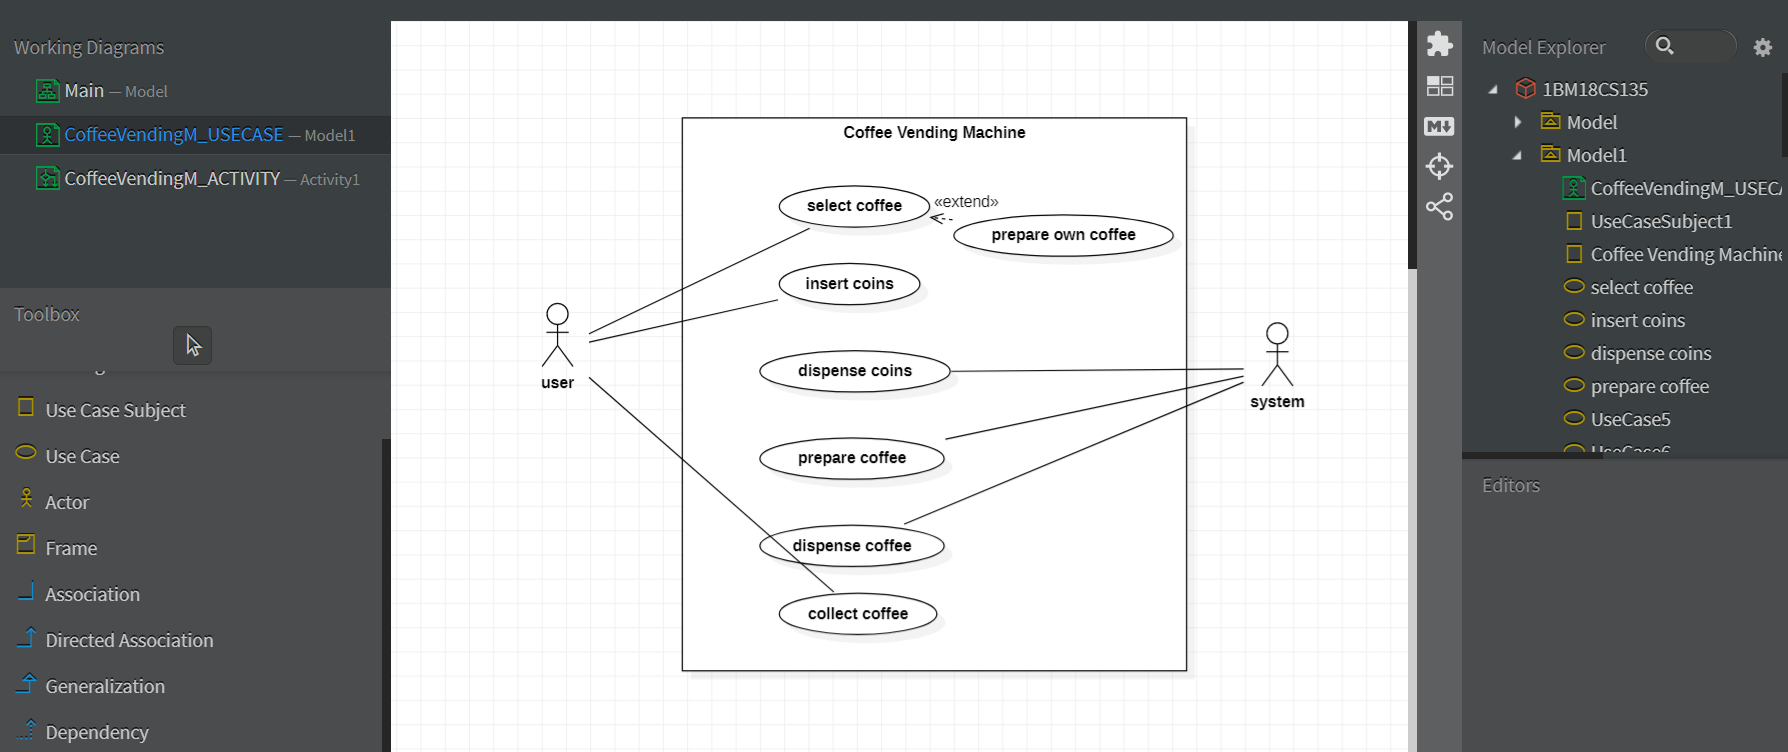 Working Diagrams
Main — Model
CoffeeVendingM_USECASE — Model1
CoffeeVendingM_ACTIVITY — Activity1
Toolbox
Use Case Subject
Use Case
Actor
Frame
Association
Directed Association
Generalization
Dependency
Coffee Vending Machine
select coffee
«extend»
prepare own coffee
insert coins
dispense coins
prepare coffee
dispense coffee
collect coffee
user
system
Model Explorer
1BM18CS135
Model
Model1
CoffeeVendingM_USECA
UseCaseSubject1
Coffee Vending Machine
select coffee
insert coins
dispense coins
prepare coffee
UseCase5
UseCase6
Editors